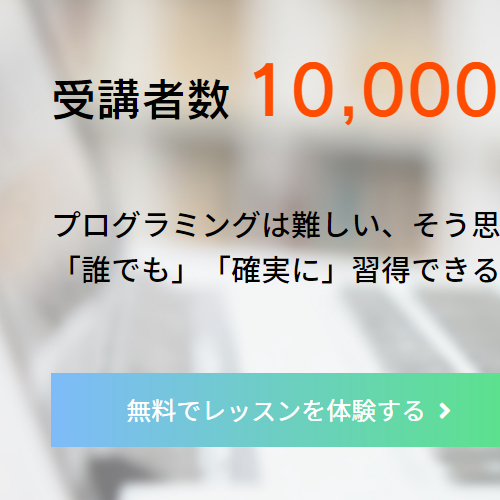 受講者数 10,000
プログラミングは難しい、そう思
「誰でも」「確実に」習得できる
無料でレッスンを体験する